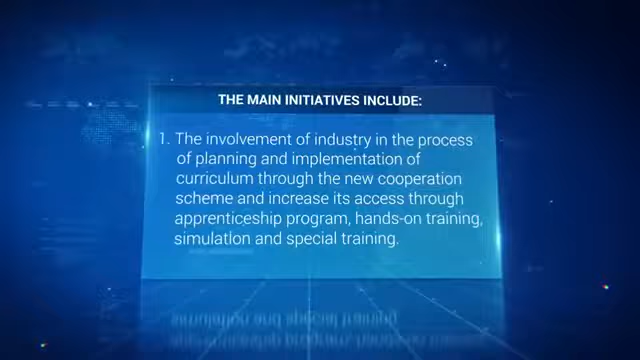 THE MAIN INITIATIVES INCLUDE:
1. The involvement of industry in the process
of planning and implementation of
curriculum through the new cooperation
scheme and increase its access through
apprenticeship program, hands-on training,
simulation and special training.